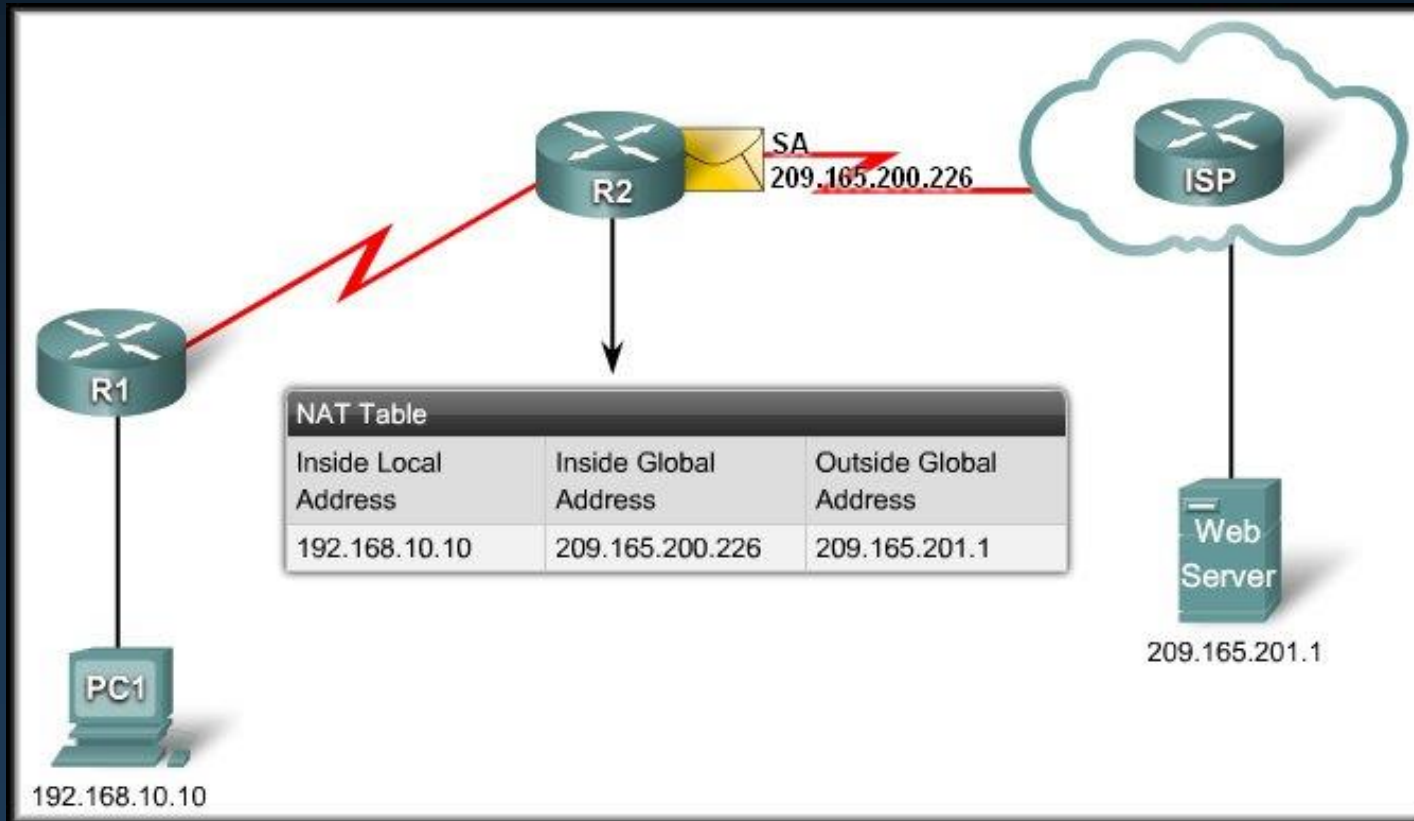 SA
209.165.200.226
R2
ISP
R1
NAT Table
Inside Local
Address
Inside Global
Address
Outside Global
Address
192.168.10.10
209.165.200.226
209.165.201.1
Web
Server
209.165.201.1
PC1
192.168.10.10